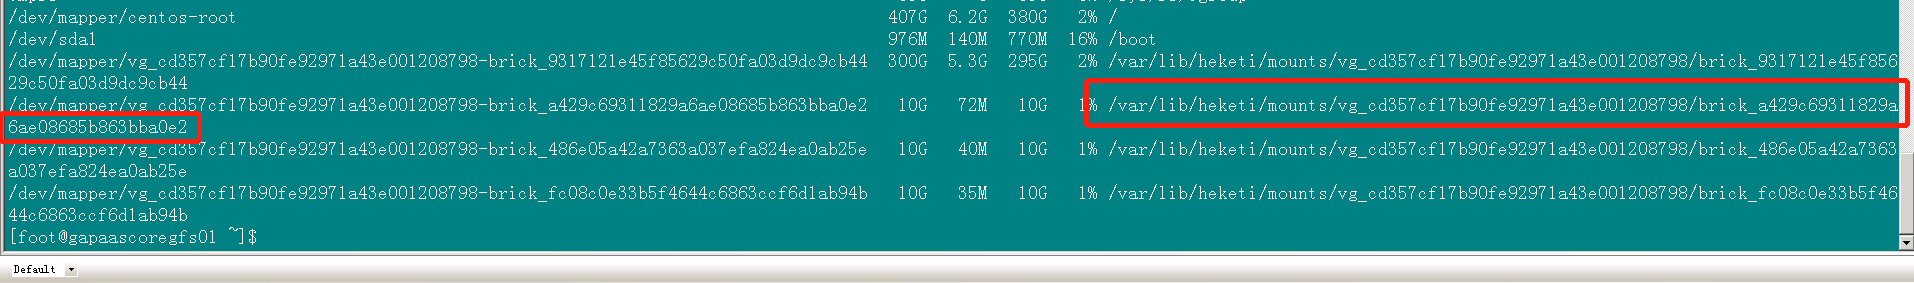 /dev/mapper/centos-root 407G 6.2G 380G 2% /
/dev/sda1 976M 140M 770M 16% /boot
/dev/mapper/vg_cd357cf17b90fe92971a43e001208798-brick_9317121e45f85629c50fa03d9dc9cb44 300G 5.3G 295G 2% /var/lib/heketi/mounts/vg_cd357cf17b90fe92971a43e001208798/brick_9317121e45f856
29c50fa03d9dc9cb44
/dev/mapper/vg_cd357cf17b90fe92971a43e001208798-brick_a429c69311829a6ae08685b863bba0e2 10G 72M 10G 1% /var/lib/heketi/mounts/vg_cd357cf17b90fe92971a43e001208798/brick_a429c69311829a
6ae08685b863bba0e2
/dev/mapper/vg_cd357cf17b90fe92971a43e001208798-brick_486e05a42a7363a037efa824ea0ab25e 10G 40M 10G 1% /var/lib/heketi/mounts/vg_cd357cf17b90fe92971a43e001208798/brick_486e05a42a7363
a037efa824ea0ab25e
/dev/mapper/vg_cd357cf17b90fe92971a43e001208798-brick_fc08c0e33b5f4644c6863ccf6d1ab94b 10G 35M 10G 1% /var/lib/heketi/mounts/vg_cd357cf17b90fe92971a43e001208798/brick_fc08c0e33b5f46
44c6863ccf6d1ab94b
[foot@gapaascoregfs01 ~]$
Default